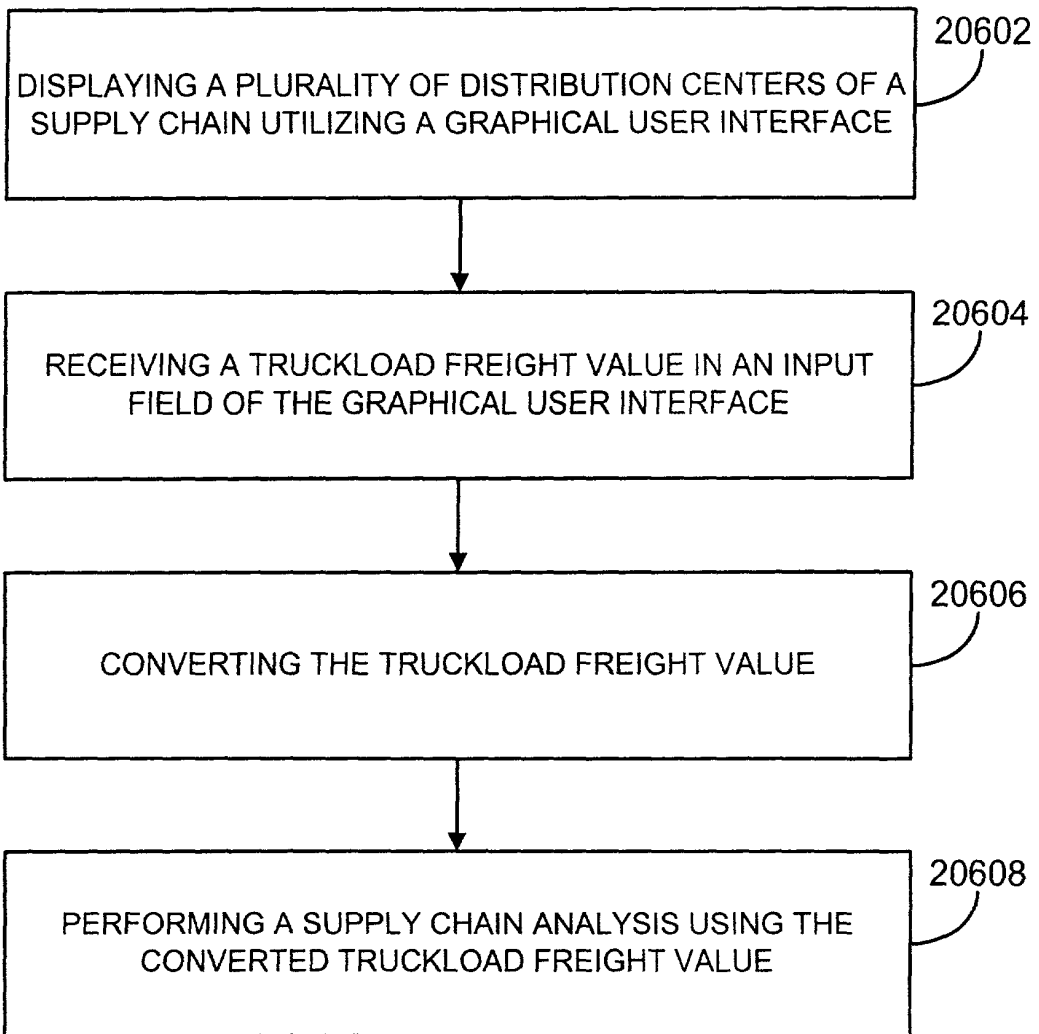 20602
DISPLAYING A PLURALITY OF DISTRIBUTION CENTERS OF A
SUPPLY CHAIN UTILIZING A GRAPHICAL USER INTERFACE
20604
RECEIVING A TRUCKLOAD FREIGHT VALUE IN AN INPUT
FIELD OF THE GRAPHICAL USER INTERFACE
20606
CONVERTING THE TRUCKLOAD FREIGHT VALUE
20608
PERFORMING A SUPPLY CHAIN ANALYSIS USING THE
CONVERTED TRUCKLOAD FREIGHT VALUE